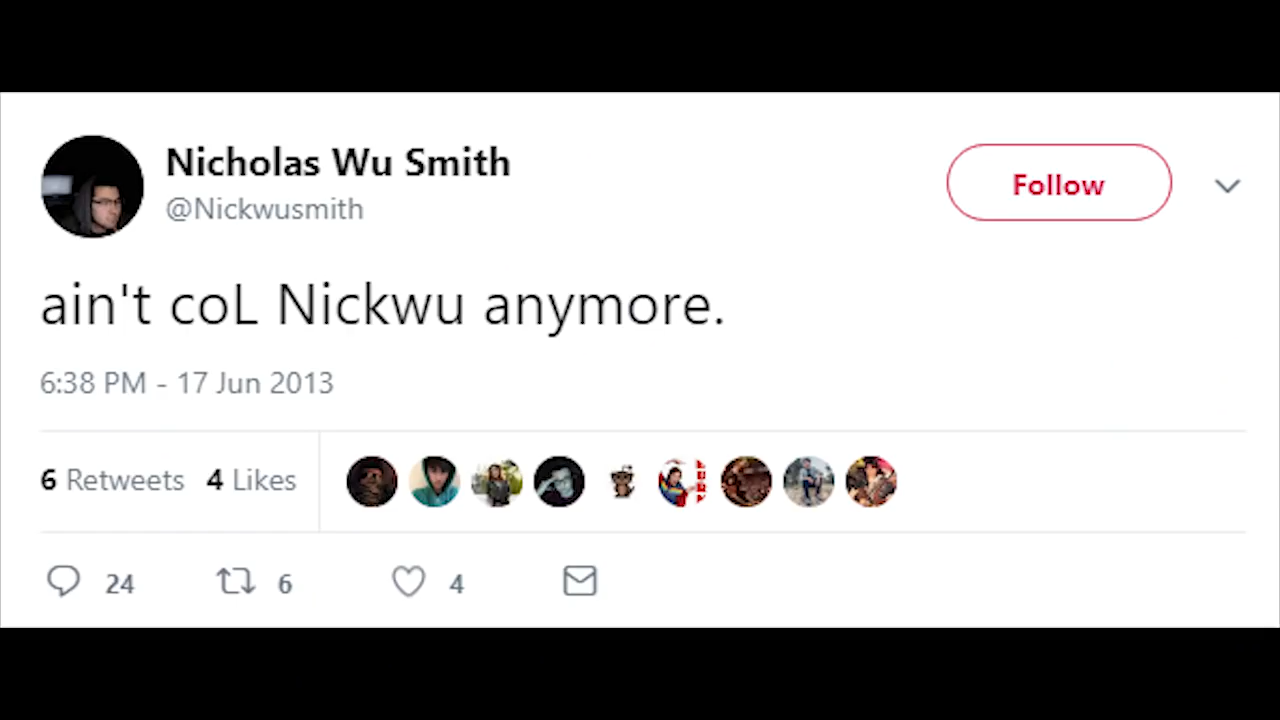 Nicholas Wu Smith
@Nickwusmith
Follow
ain't coL Nickwu anymore.
6:38 PM - 17 Jun 2013
6 Retweets 4 Likes
24 6 4